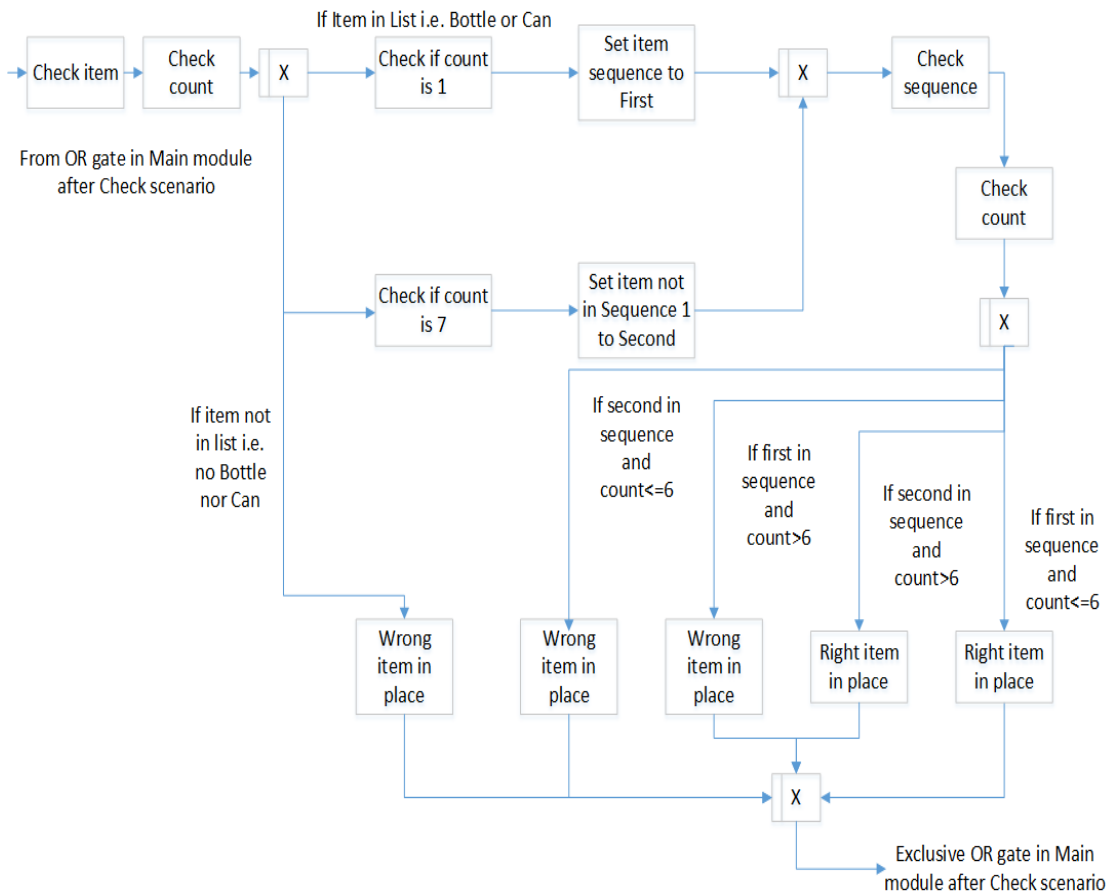 If Item in List i.e. Bottle or Can
Check item
Check
count
X
Check if count
is 1
Set item
sequence to
First
X
Check
sequence
From OR gate in Main module
after Check scenario
Check
count
Check if count
is 7
Set item not
in Sequence 1
to Second
X
If item not
in list i.e.
no Bottle
nor Can
If second in
sequence
and
count<=6
If first in
sequence
and
count>6
If second in
sequence
and
count>6
If first in
sequence
and
count<=6
Wrong
item in
place
Wrong
item in
place
Wrong
item in
place
Right item
in place
Right item
in place
X
Exclusive OR gate in Main
module after Check scenario